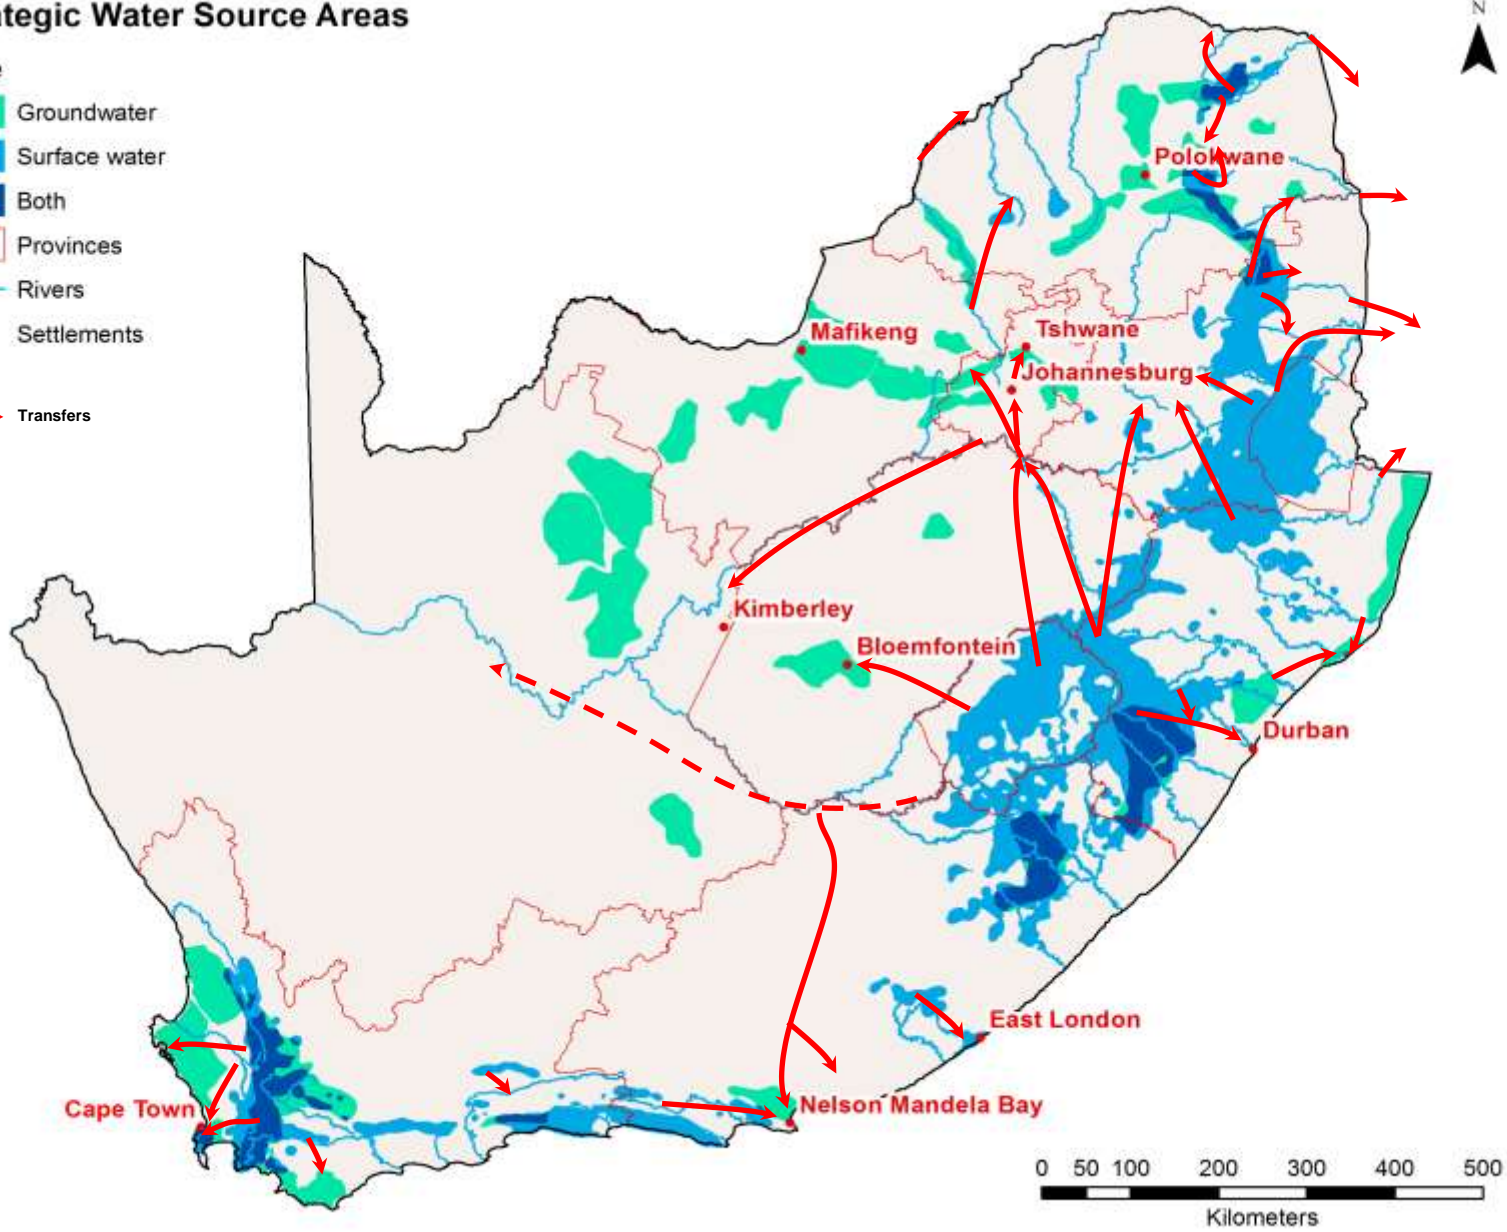 tegic Water Source Areas
N
Groundwater
Surface water
Both
Provinces
Rivers
Settlements
Transfers
Polokwane
Mafikeng
Tshwane
Johannesburg
Kimberley
Bloemfontein
Durban
East London
Cape Town
Nelson Mandela Bay
0 50 100 200 300 400 500
Kilometers